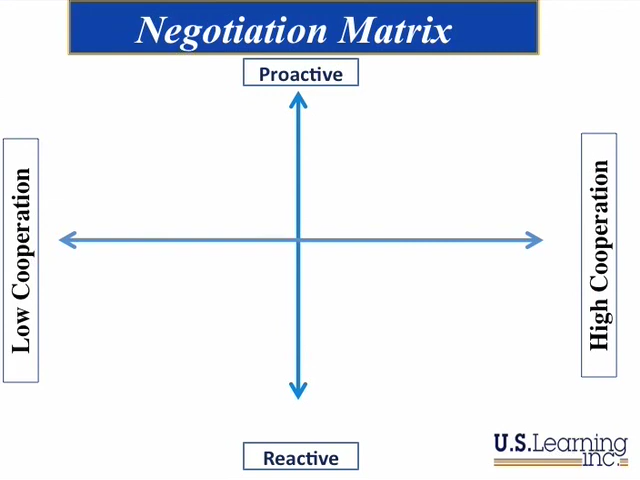 Negotiation Matrix
Proactive
Low Cooperation
High Cooperation
Reactive
U.S.Learning
inc.